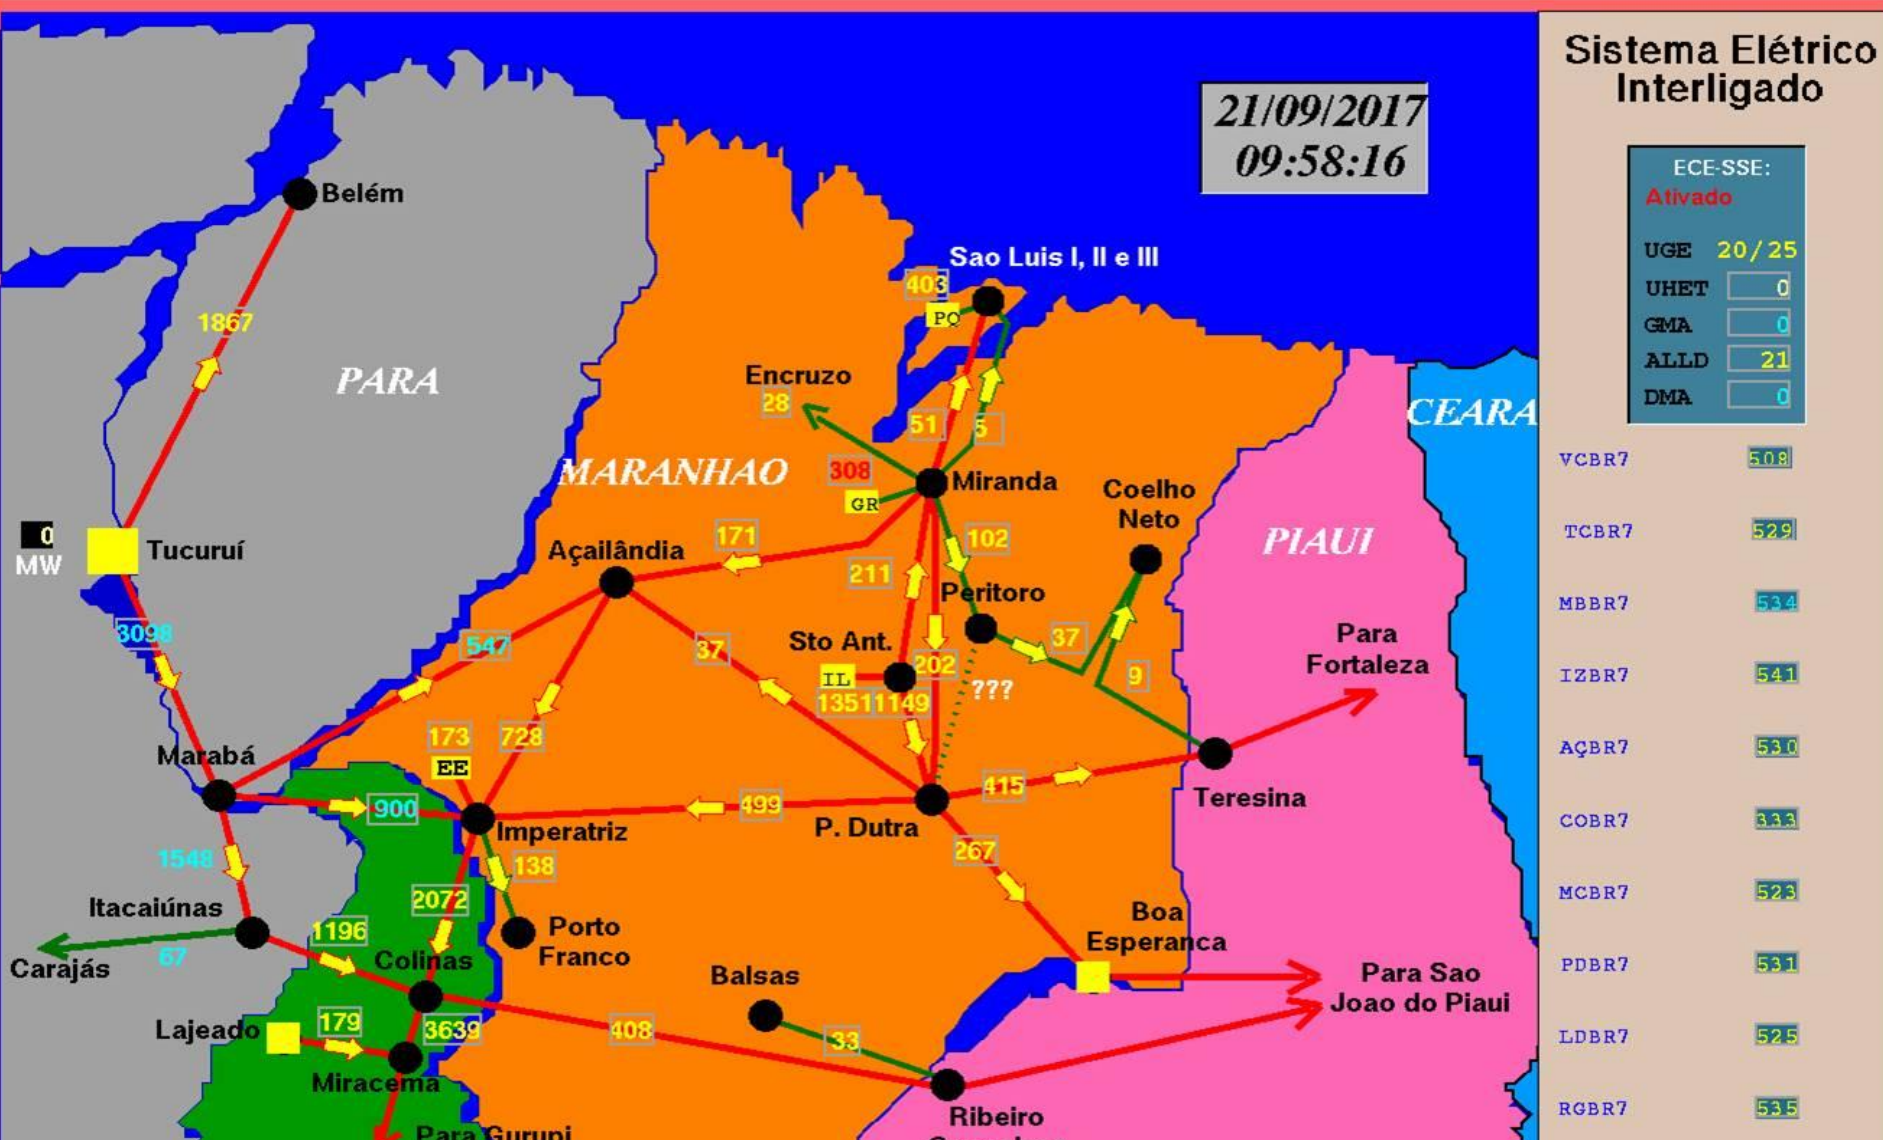 Sistema Elétrico
Interligado
21/09/2017
09:58:16
ECE-SSE:
Ativado
UGE 20/25
UHET 0
GMA 0
ALLD 21
DMA 0
VCBR7 508
TCBR7 529
MBBR7 534
IZBR7 541
AÇBR7 530
COBR7 333
MCBR7 523
PDBR7 531
LDBR7 525
RGBR7 535
Belém
1867
PARA
Sao Luis I, II e III
403
PQ
Encruzo
28
51
5
CEARA
MARANHAO
308
GR
Miranda
Coelho
Neto
PIAUI
0
MW
Tucuruí
Açailândia
171
102
211
Peritoro
3098
547
37
Sto Ant.
202
37
Para
Fortaleza
IL
1351
1149
???
9
Marabá
173
728
EE
900
499
415
Teresina
Imperatriz
P. Dutra
1548
138
267
Itacaiúnas
2072
1196
Porto
Franco
Boa
Esperanca
Carajás
67
Colinas
Balsas
Para Sao
Joao do Piaui
Lajeado
179
3639
408
33
Miracema
Ribeiro
Para Gurupi